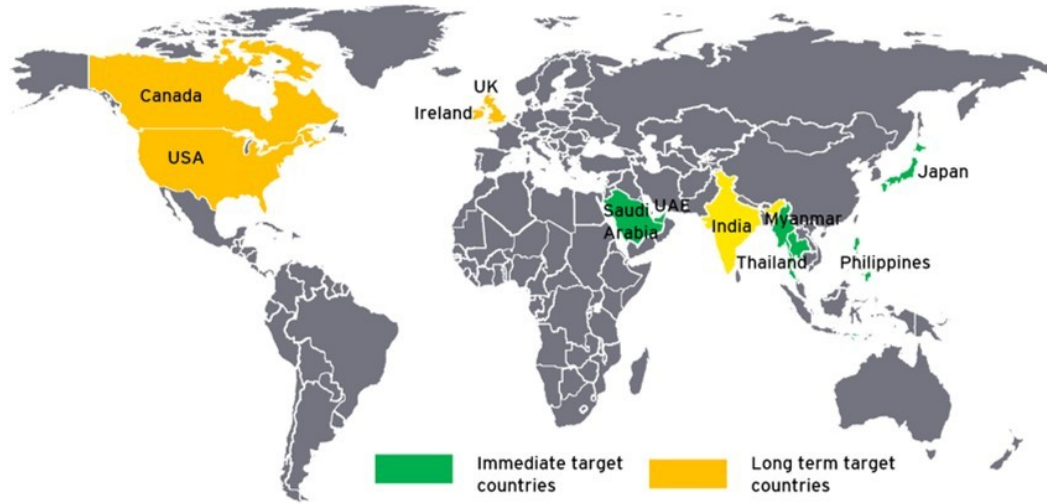 Canada
USA
UK
Ireland
Japan
Saudi
Arabia
UAE
India
Myanmar
Thailand
Philippines
Immediate target
countries
Long term target
countries